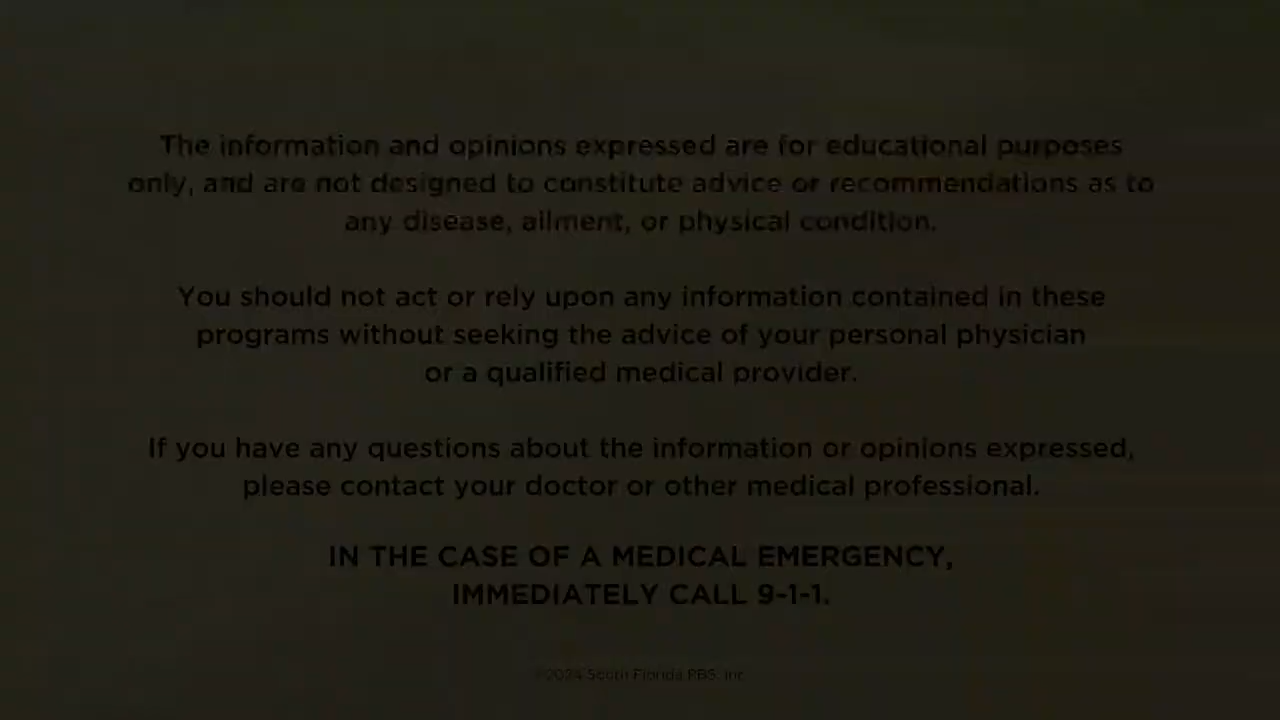 The information and opinions expressed are for educational purposes
only, and are not designed to constitute advice or recommendations as to
any disease, ailment, or physical condition.
You should not act or rely upon any information contained in these
programs without seeking the advice of your personal physician
or a qualified medical provider.
If you have any questions about the information or opinions expressed,
please contact your doctor or other medical professional.
IN THE CASE OF A MEDICAL EMERGENCY,
IMMEDIATELY CALL 9-1-1.
©2024 South Florida PBS, Inc